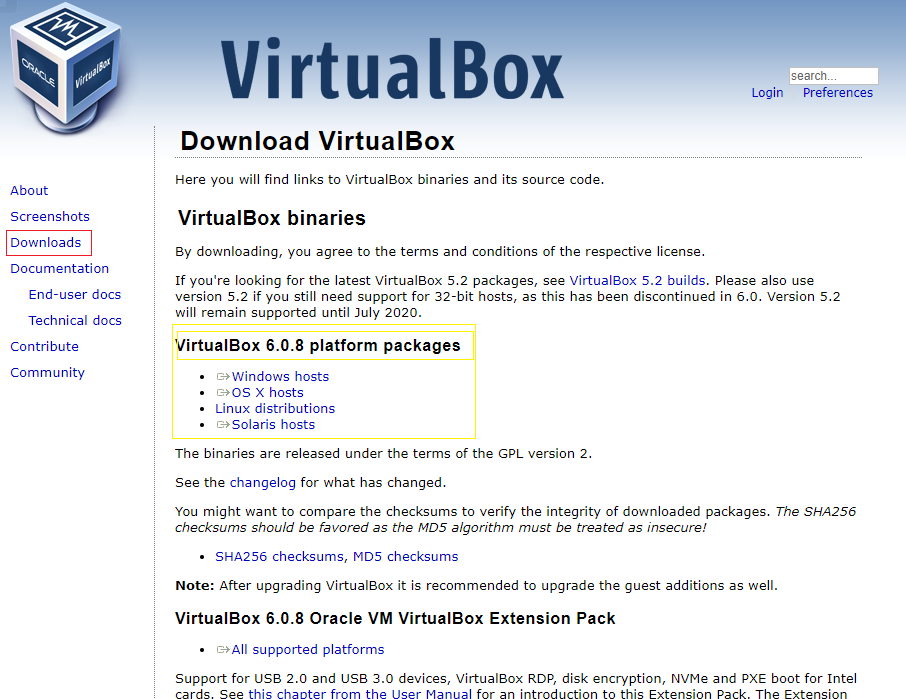 ORACLE
VirtualBox
VirtualBox
search...
Login Preferences
About
Screenshots
Downloads
Documentation
End-user docs
Technical docs
Contribute
Community
Download VirtualBox
Here you will find links to VirtualBox binaries and its source code.
VirtualBox binaries
By downloading, you agree to the terms and conditions of the respective license.
If you're looking for the latest VirtualBox 5.2 packages, see VirtualBox 5.2 builds. Please also use
version 5.2 if you still need support for 32-bit hosts, as this has been discontinued in 6.0. Version 5.2
will remain supported until July 2020.
VirtualBox 6.0.8 platform packages
Windows hosts
OS X hosts
Linux distributions
Solaris hosts
The binaries are released under the terms of the GPL version 2.
See the changelog for what has changed.
You might want to compare the checksums to verify the integrity of downloaded packages. The SHA256
checksums should be favored as the MD5 algorithm must be treated as insecure!
SHA256 checksums, MD5 checksums
Note: After upgrading VirtualBox it is recommended to upgrade the guest additions as well.
VirtualBox 6.0.8 Oracle VM VirtualBox Extension Pack
All supported platforms
Support for USB 2.0 and USB 3.0 devices, VirtualBox RDP, disk encryption, NVMe and PXE boot for Intel
cards. See this chapter from the User Manual for an introduction to this Extension Pack. The Extension